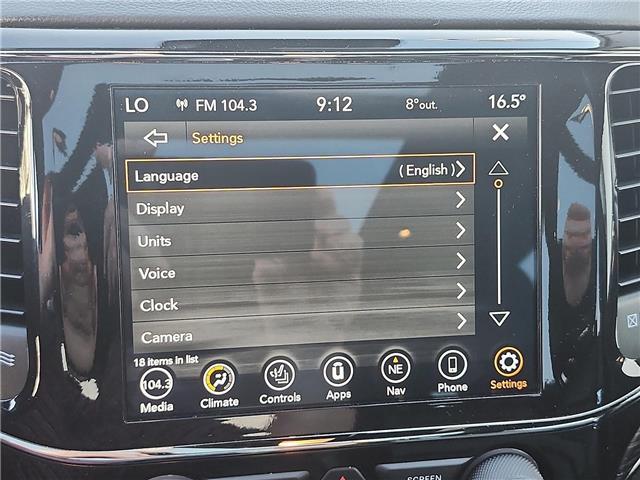 LO FM 104.3 9:12 8°out. 16.5°
Settings X
Language (English)
Display
Units
Voice
Clock
Camera
18 items in list
104.3 NE
Media Climate Controls Apps Nav Phone Settings
SCREEN